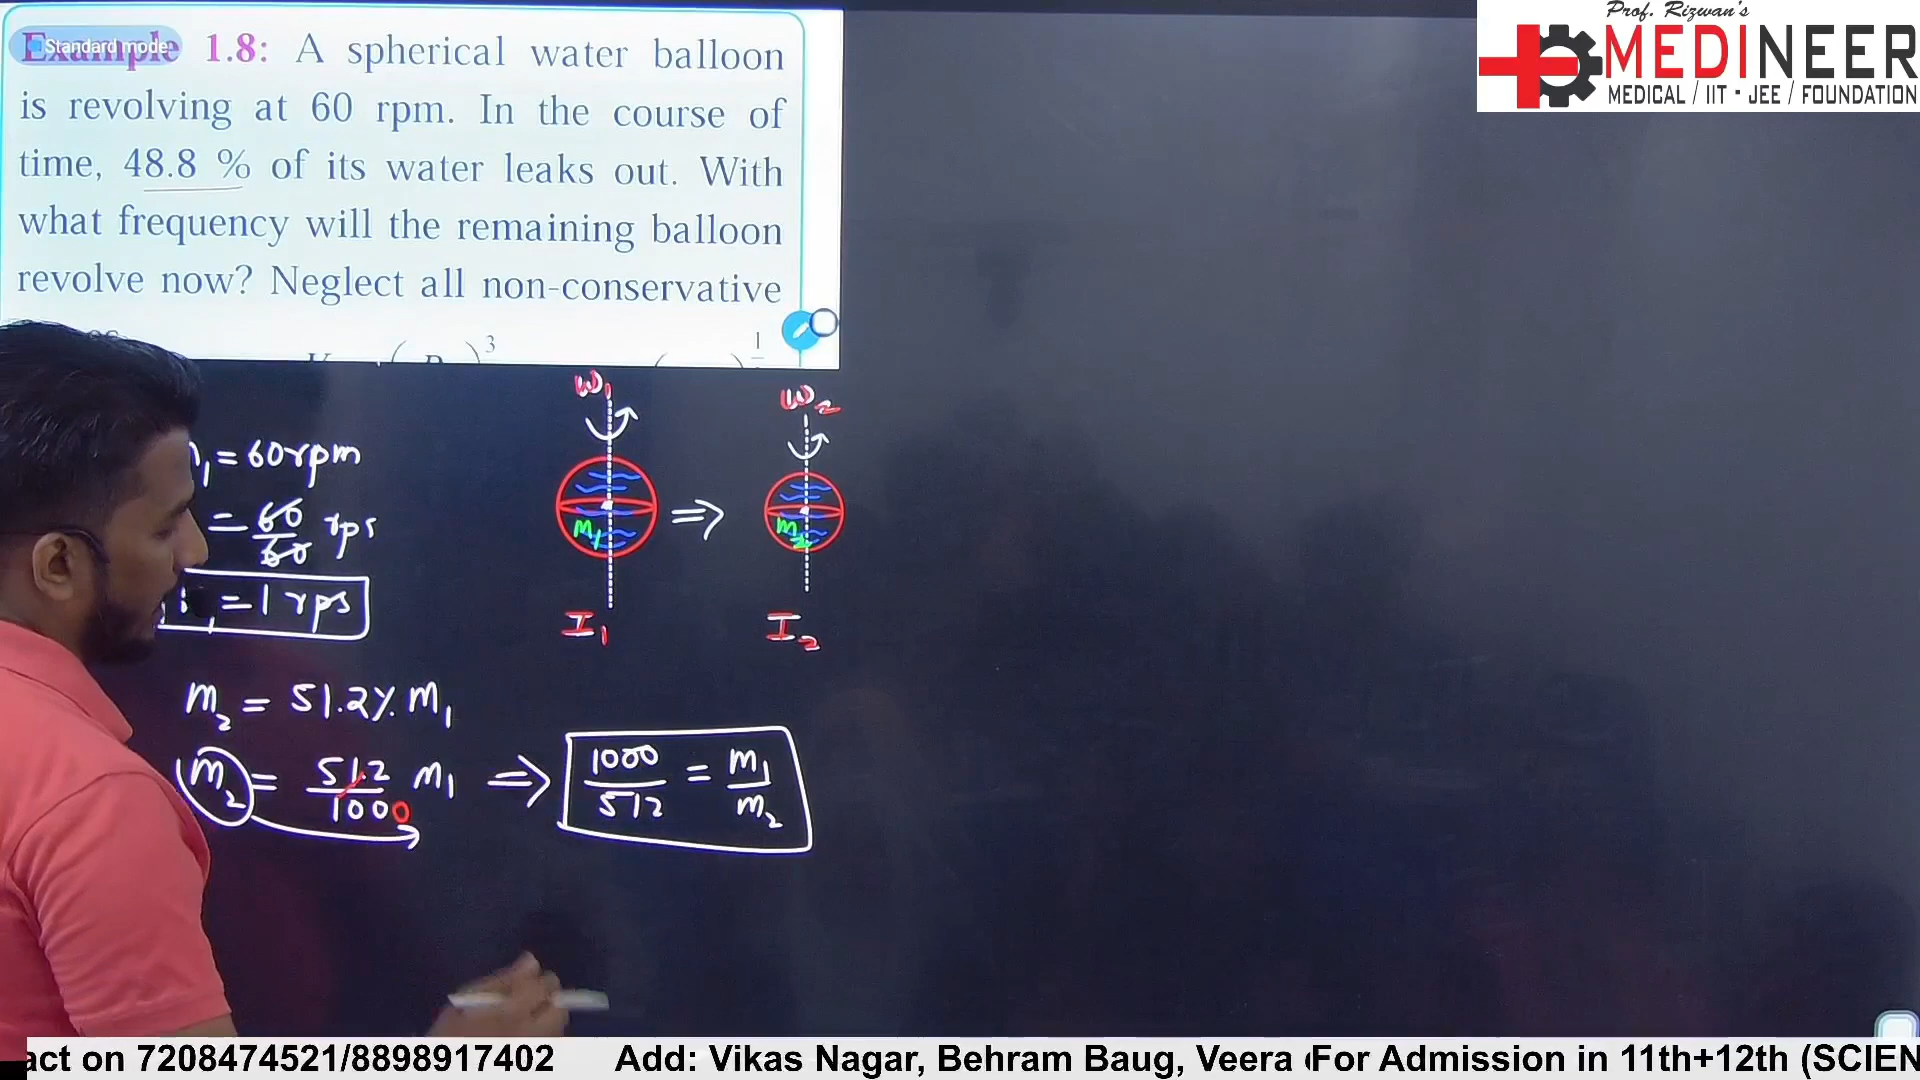 Example 1.8: A spherical water balloon
Standard mode
is revolving at 60 rpm. In the course of
time, 48.8 % of its water leaks out. With
what frequency will the remaining balloon
revolve now? Neglect all non-conservative
3
1
Prof. Rizwan's
MEDINEER
MEDICAL / IIT - JEE / FOUNDATION
ω₁
ω₂
= 60 rpm
= 60/60 rps
= 1 rps
M₁
⇒
M₂
I₁
I₂
M₂ = 51.2% M₁
M₂ = 512/1000 M₁ ⇒ 1000/512 = M₁/M₂
act on 7208474521/8898917402
Add: Vikas Nagar, Behram Baug, Veera
For Admission in 11th+12th (SCIEN